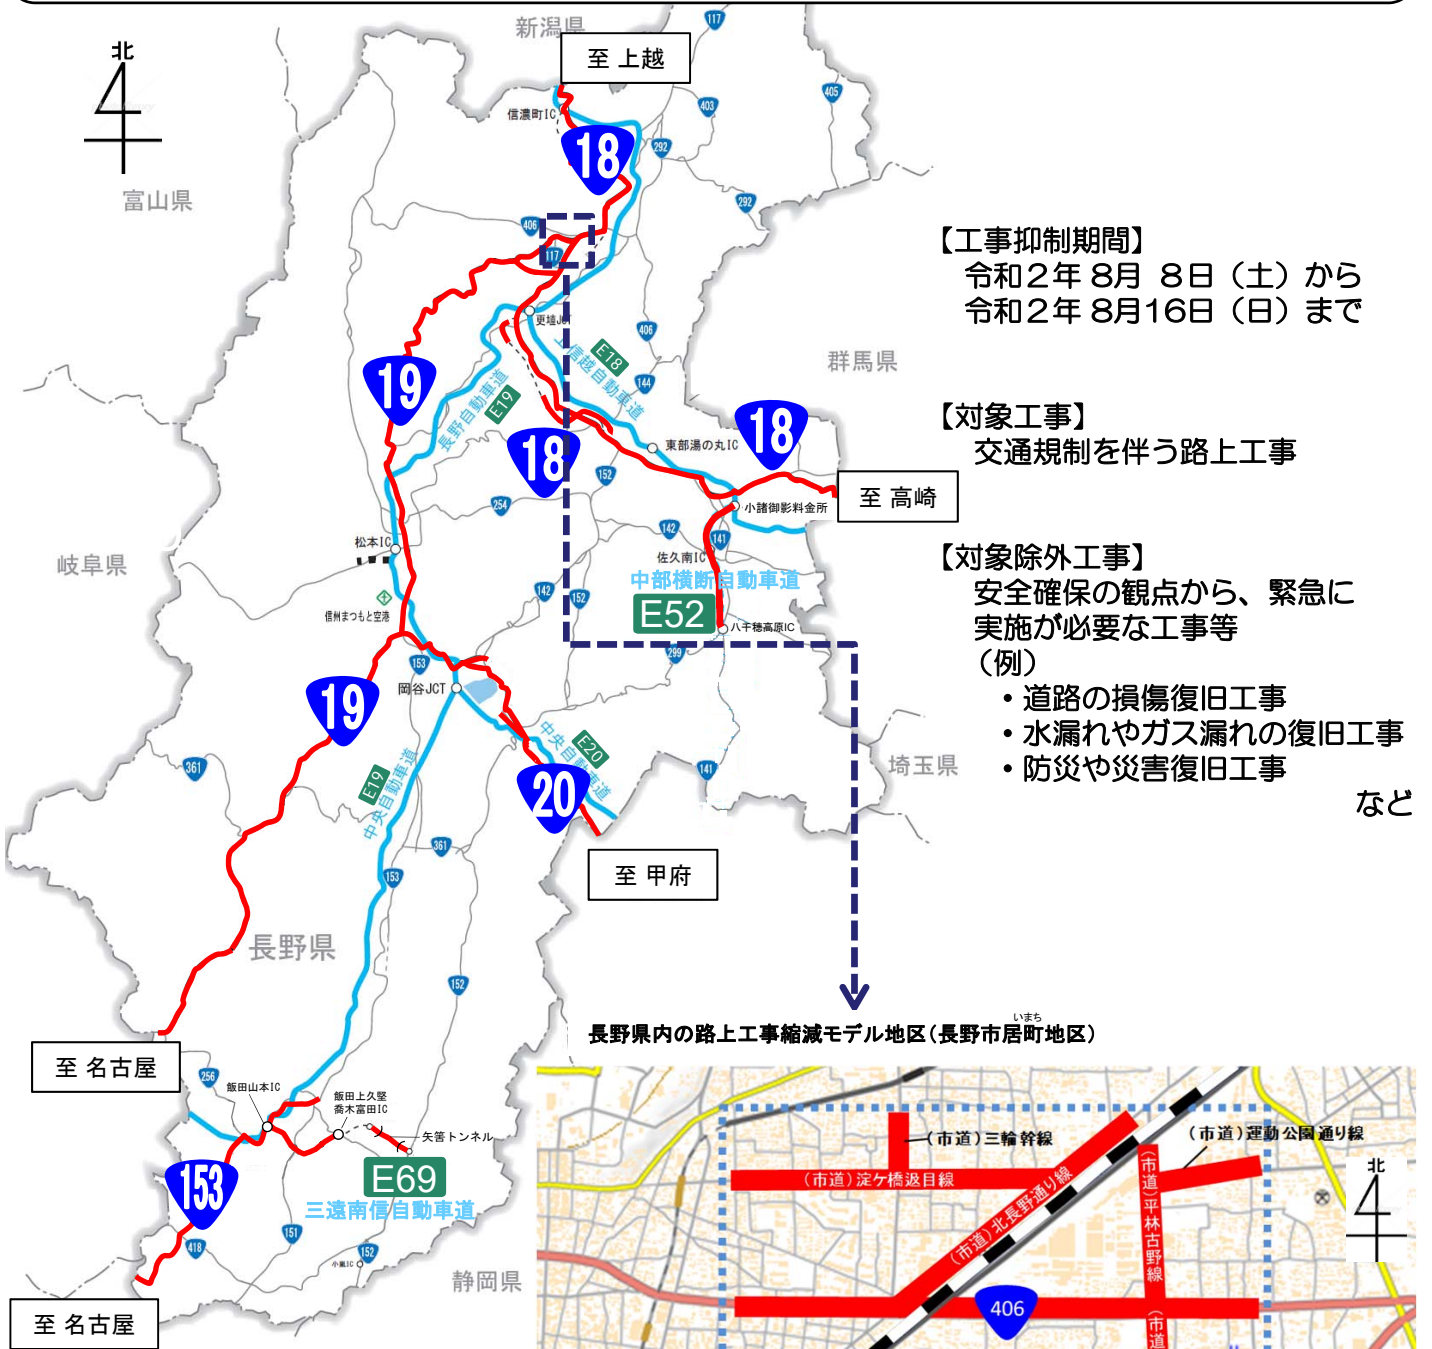 新潟県
117
北
至 上越
405
403
信濃町IC
18
292
富山県
292
406
117
【工事抑制期間】
令和２年 8月 8日（土）から
令和２年 8月16日（日）まで
更埴JCT
406
上信越自動車道
E18
群馬県
19
144
長野自動車道
E19
18
【対象工事】
交通規制を伴う路上工事
18
東部湯の丸IC
152
至 高崎
254
小諸御影料金所
142
141
松本IC
佐久南IC
岐阜県
【対象除外工事】
安全確保の観点から、緊急に
実施が必要な工事等
（例）
・道路の損傷復旧工事
・水漏れやガス漏れの復旧工事
・防災や災害復旧工事
など
中部横断自動車道
E52
142
152
信州まつもと空港
八千穂高原IC
299
153
岡谷JCT
19
中央自動車道
E20
361
141
埼玉県
E19
中央自動車道
20
361
至 甲府
153
長野県
152
いまち
長野県内の路上工事縮減モデル地区（長野市居町地区）
至 名古屋
256
飯田山本IC
飯田上久堅
喬木富田IC
矢筈トンネル
E69
153
三遠南信自動車道
151
418
152
小嵐IC
静岡県
至 名古屋
（市道）三輪幹線
（市道）運動公園通り線
（市道）淀ケ橋返目線
（市道）北長野通り線
（市道）平林古野線
北
406
（市道